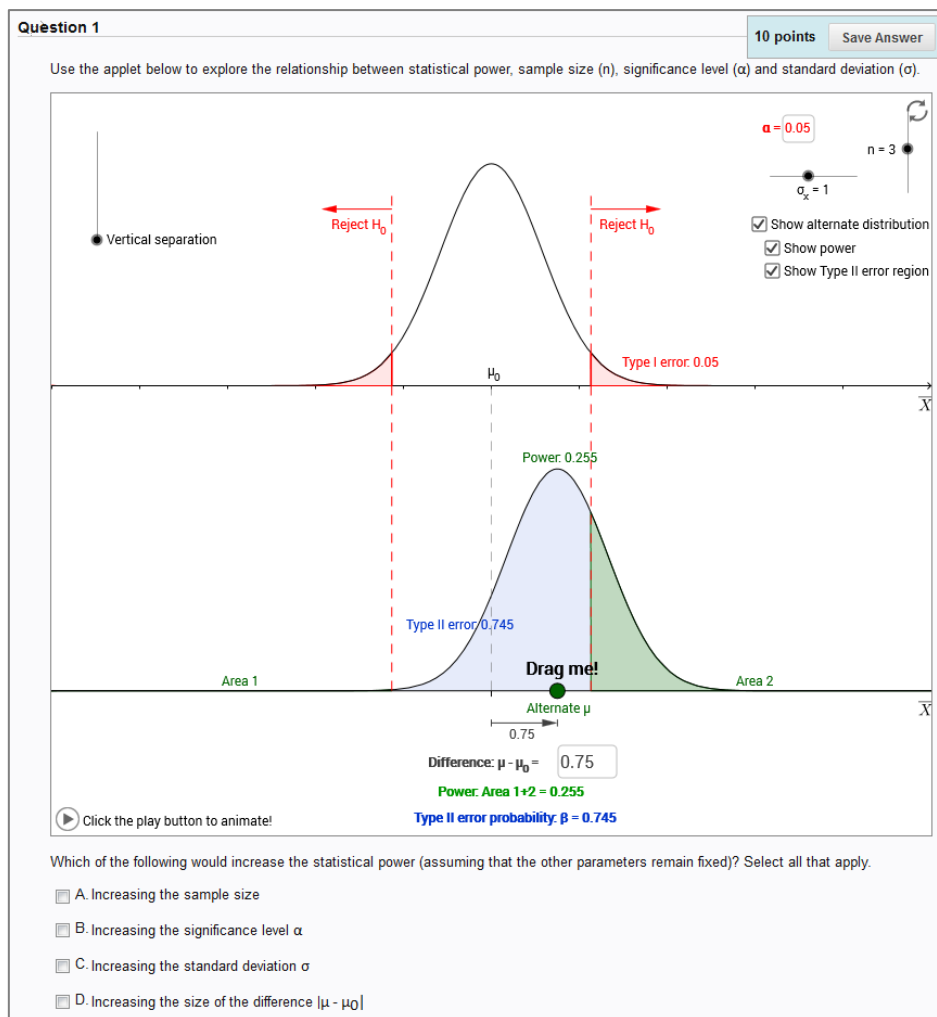 Question 1
10 points Save Answer
Use the applet below to explore the relationship between statistical power, sample size (n), significance level (α) and standard deviation (σ).
α = 0.05
n = 3
σx = 1
Reject H0
Reject H0
Show alternate distribution
Vertical separation
Show power
Show Type II error region
Type I error: 0.05
μ0
X
Power: 0.255
Type II error: 0.745
Drag me!
Area 1
Area 2
Alternate μ
X
0.75
Difference: μ - μ0 = 0.75
Power: Area 1+2 = 0.255
Click the play button to animate!
Type II error probability: β = 0.745
Which of the following would increase the statistical power (assuming that the other parameters remain fixed)? Select all that apply.
A. Increasing the sample size
B. Increasing the significance level α
C. Increasing the standard deviation σ
D. Increasing the size of the difference |μ - μ0|